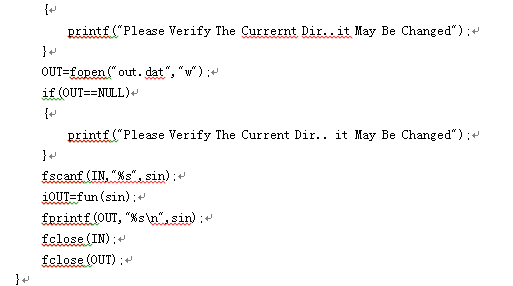 {
printf("Please Verify The Currernt Dir..it May Be Changed");
}
OUT=fopen("out.dat","w");
if(OUT==NULL)
{
printf("Please Verify The Current Dir.. it May Be Changed");
}
fscanf(IN,"%s",sin);
iOUT=fun(sin);
fprintf(OUT,"%s\n",sin);
fclose(IN);
fclose(OUT);
}